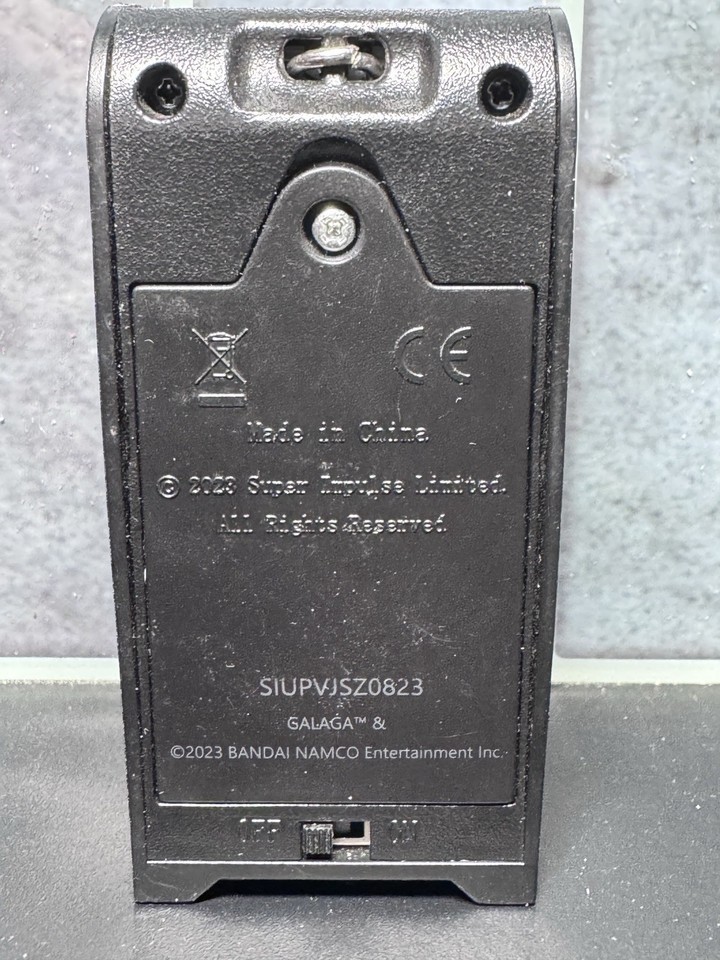 CE
Made in China
© 2023 Super Impulse Limited.
All Rights Reserved
SIUPVJSZ0823
GALAGA™ &
©2023 BANDAI NAMCO Entertainment Inc.
OFF ON